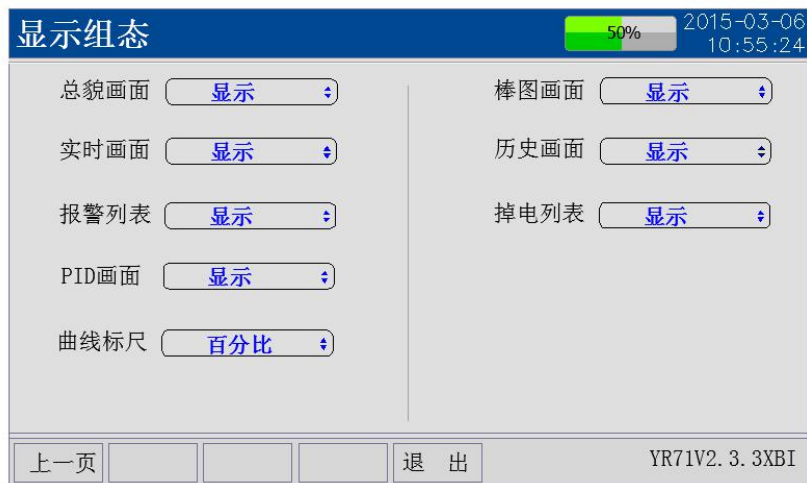 显示组态
50%
2015-03-06
10:55:24
总貌画面 显示 棒图画面 显示
实时画面 显示 历史画面 显示
报警列表 显示 掉电列表 显示
PID画面 显示
曲线标尺 百分比
上一页 退 出 YR71V2.3.3XBI